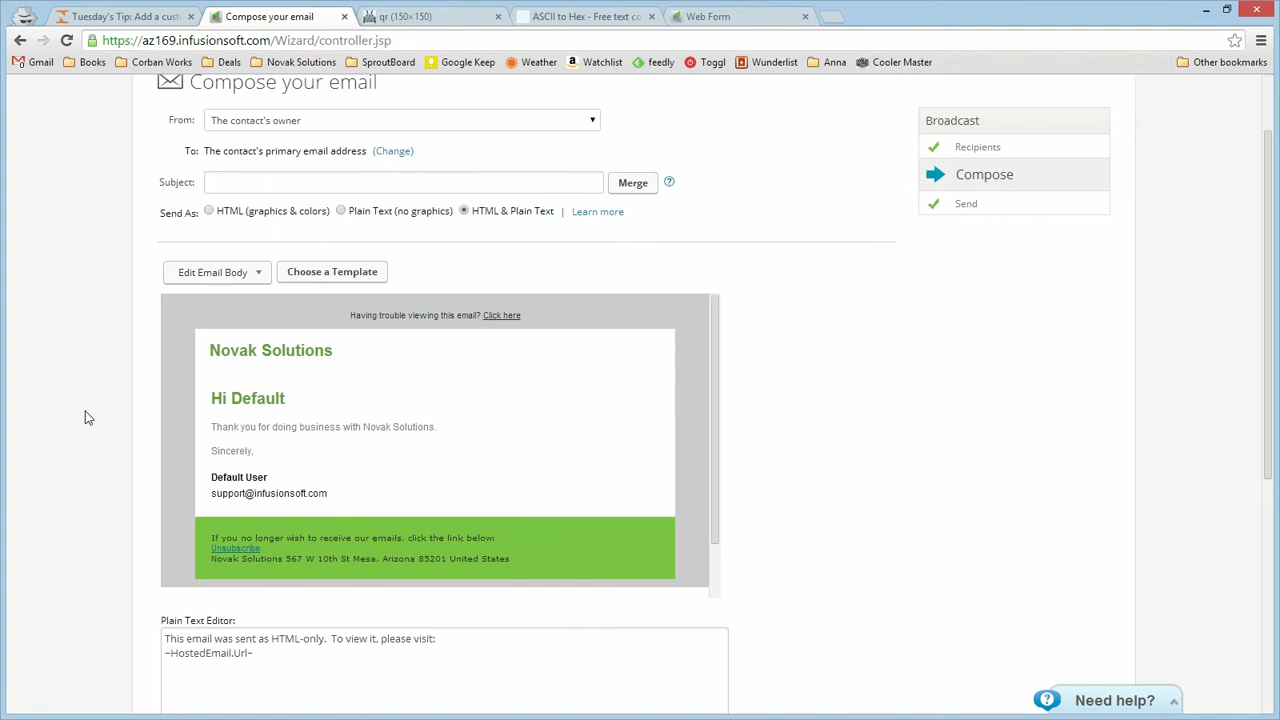 Tuesday's Tip: Add a cust
Compose your email
qr (150×150)
ASCII to Hex - Free text co
Web Form
https://az169.infusionsoft.com/Wizard/controller.jsp
Gmail Books Corban Works Deals Novak Solutions SproutBoard Google Keep Weather Watchlist feedly Toggl Wunderlist Anna Cooler Master Other bookmarks
Compose your email
From: The contact's owner
To: The contact's primary email address (Change)
Subject: Merge
Send As: HTML (graphics & colors) Plain Text (no graphics) HTML & Plain Text | Learn more
Broadcast
Recipients
Compose
Send
Edit Email Body Choose a Template
Having trouble viewing this email? Click here
Novak Solutions
Hi Default
Thank you for doing business with Novak Solutions.
Sincerely,
Default User
support@infusionsoft.com
If you no longer wish to receive our emails, click the link below:
Unsubscribe
Novak Solutions 567 W 10th St Mesa, Arizona 85201 United States
Plain Text Editor:
This email was sent as HTML-only. To view it, please visit:
~HostedEmail.Url~
Need help?